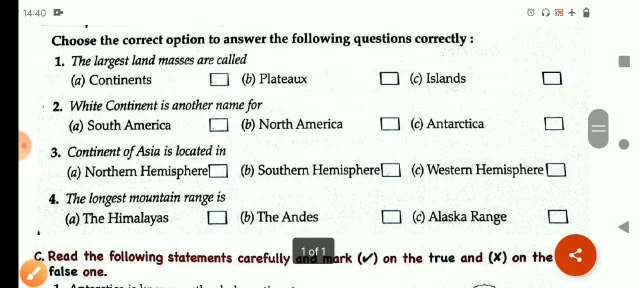 14:40
Choose the correct option to answer the following questions correctly :
1. The largest land masses are called
(a) Continents (b) Plateaux (c) Islands
2. White Continent is another name for
(a) South America (b) North America (c) Antarctica
3. Continent of Asia is located in
(a) Northern Hemisphere (b) Southern Hemisphere (c) Western Hemisphere
4. The longest mountain range is
(a) The Himalayas (b) The Andes (c) Alaska Range
1 of 1
C. Read the following statements carefully and mark (✓) on the true and (✗) on the
false one.